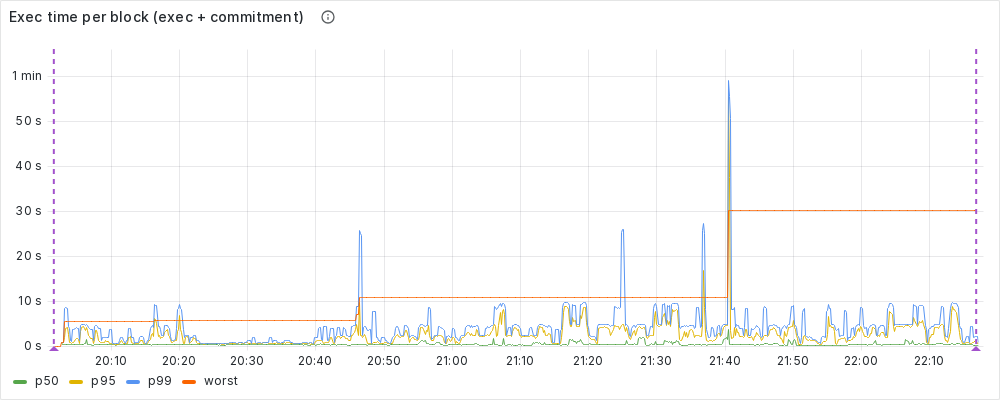 Exec time per block (exec + commitment)
1 min
50 s
40 s
30 s
20 s
10 s
0 s
20:10 20:20 20:30 20:40 20:50 21:00 21:10 21:20 21:30 21:40 21:50 22:00 22:10
p50 p95 p99 worst